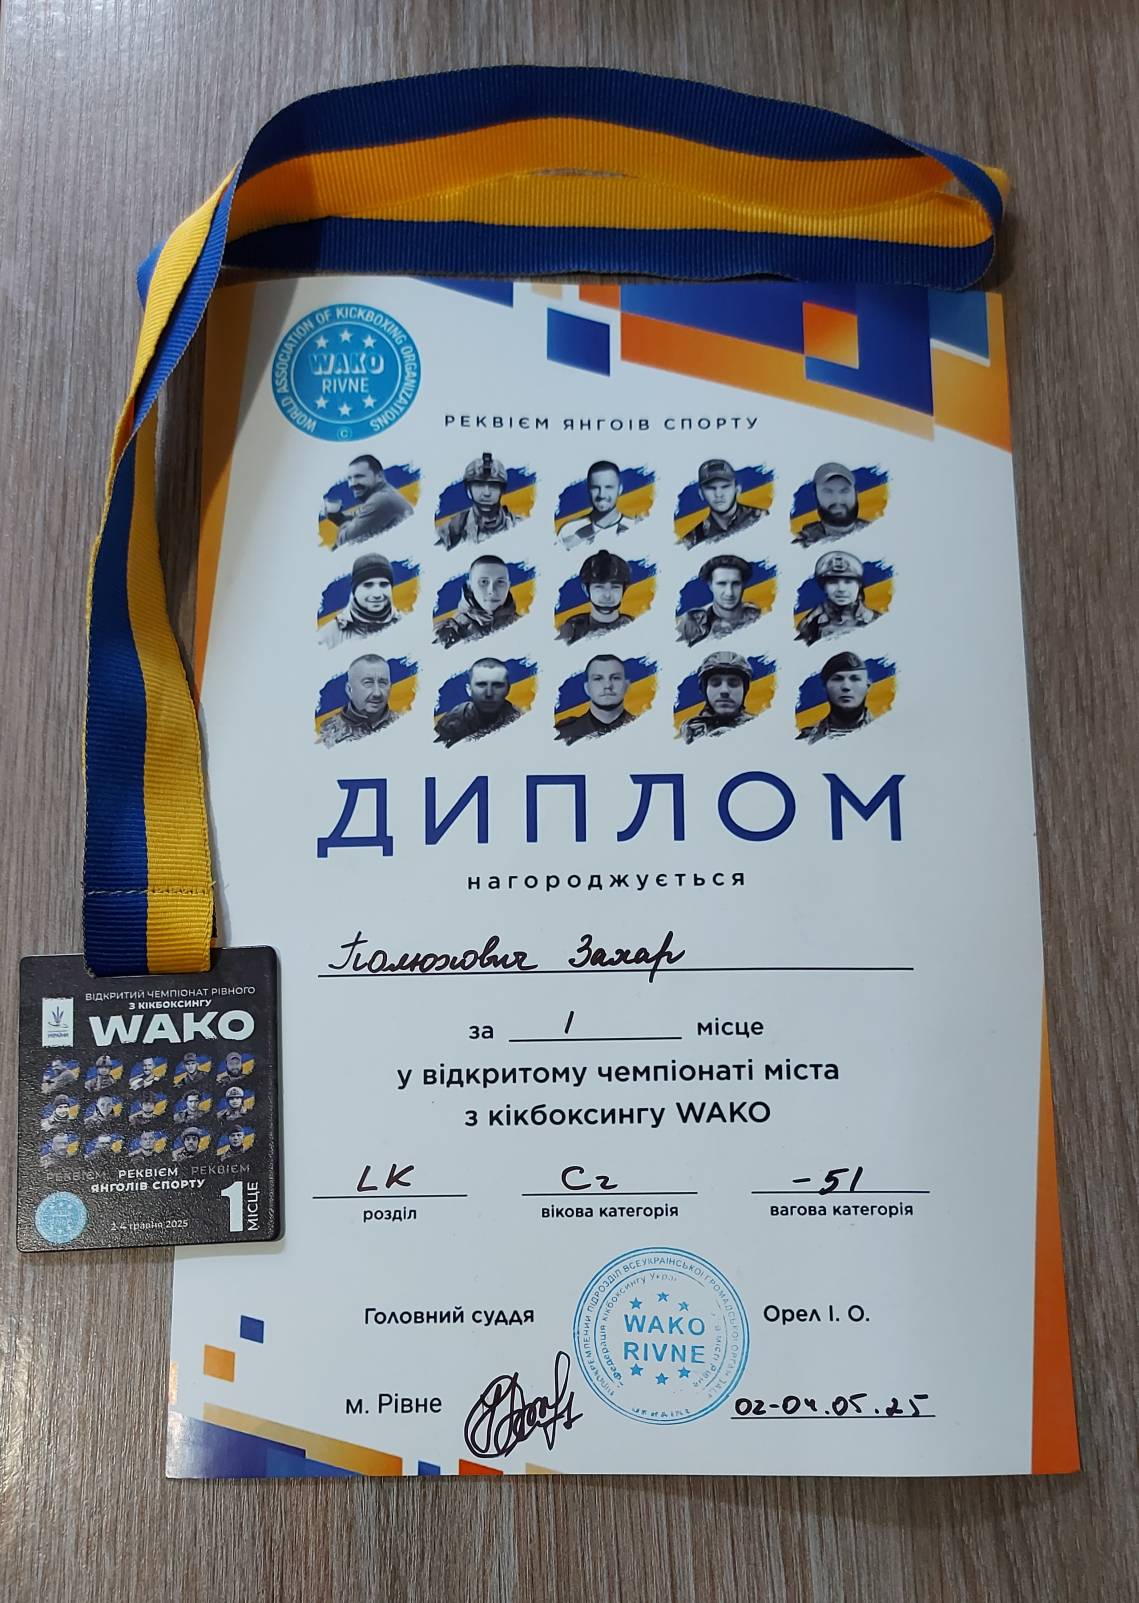 WORLD ASSOCIATION OF KICKBOXING ORGANIZATIONS
WAKO
RIVNE
©
РЕКВІЄМ ЯНГОІВ СПОРТУ
ДИПЛОМ
нагороджується
Полюхович Захар
за 1 місце
у відкритому чемпіонаті міста
з кікбоксингу WAKO
LK Сг -51
розділ вікова категорія вагова категорія
Головний суддя Орел І. О.
WAKO
RIVNE
м. Рівне 02-04.05.25
ВІДКРИТИЙ ЧЕМПІОНАТ РІВНОГО
З КІКБОКСИНГУ
WAKO
УКРАЇНИ
РЕКВІЄМ РЕКВІЄМ РЕКВІЄМ
ЯНГОЛІВ СПОРТУ
1 МІСЦЕ
2-4 травня 2025